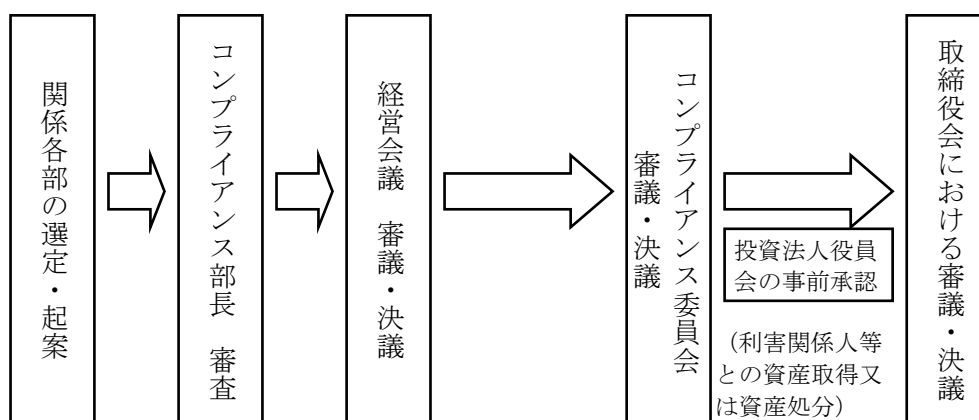 関係各部の選定・起案
コンプライアンス部長　審査
経営会議　審議・決議
コンプライアンス委員会
審議・決議
投資法人役員
会の事前承認
（利害関係人等
との資産取得又
は資産処分）
取締役会における審議・決議